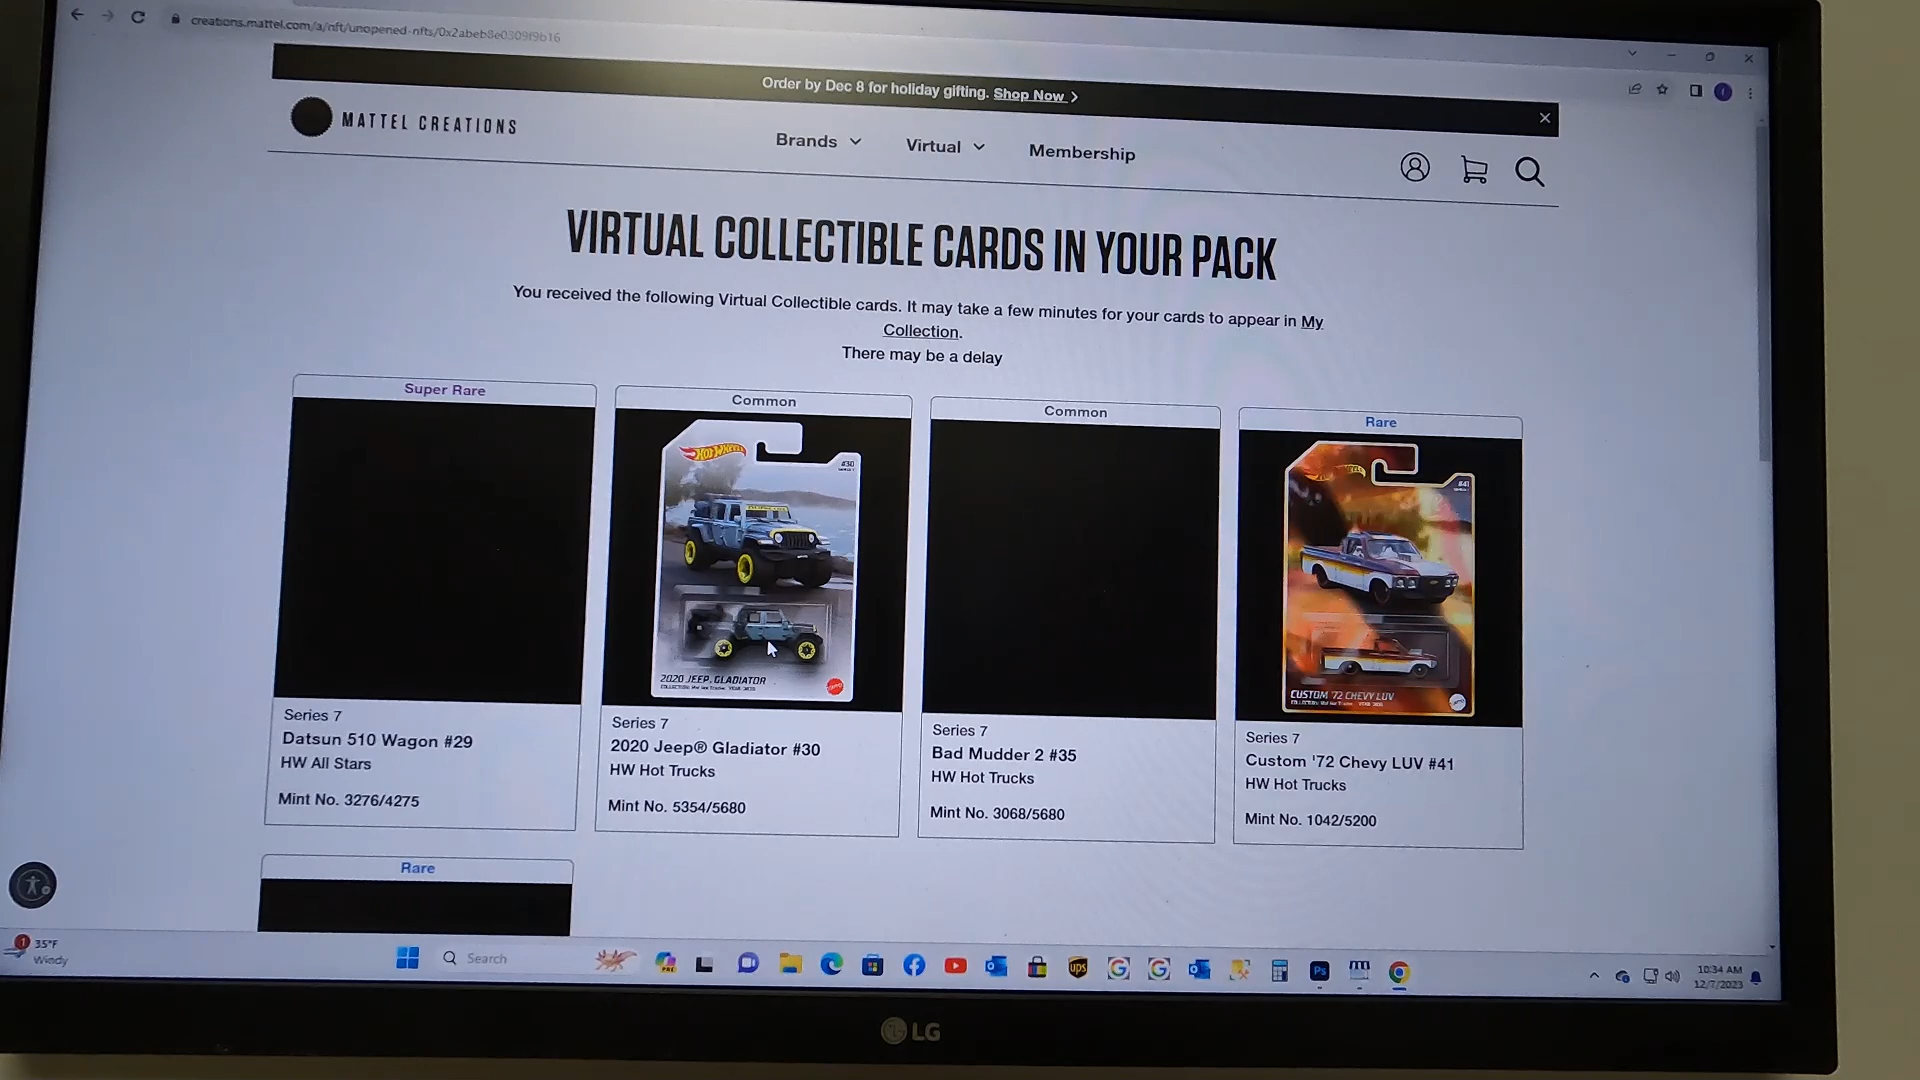 creations.mattel.com/a/nft/unopened-nfts/0x2abeb8e0309f9b16
Order by Dec 8 for holiday gifting. Shop Now >
MATTEL CREATIONS
Brands
Virtual
Membership
VIRTUAL COLLECTIBLE CARDS IN YOUR PACK
You received the following Virtual Collectible cards. It may take a few minutes for your cards to appear in My
Collection.
There may be a delay
Super Rare
Series 7
Datsun 510 Wagon #29
HW All Stars
Mint No. 3276/4275
Common
HOT WHEELS
#30
2020 JEEP. GLADIATOR
Series 7
2020 Jeep® Gladiator #30
HW Hot Trucks
Mint No. 5354/5680
Common
Series 7
Bad Mudder 2 #35
HW Hot Trucks
Mint No. 3068/5680
Rare
#41
CUSTOM '72 CHEVY LUV
Series 7
Custom '72 Chevy LUV #41
HW Hot Trucks
Mint No. 1042/5200
Rare
1
35°F
Windy
Search
PRE
ups
Ps
10:34 AM
12/7/2023
LG